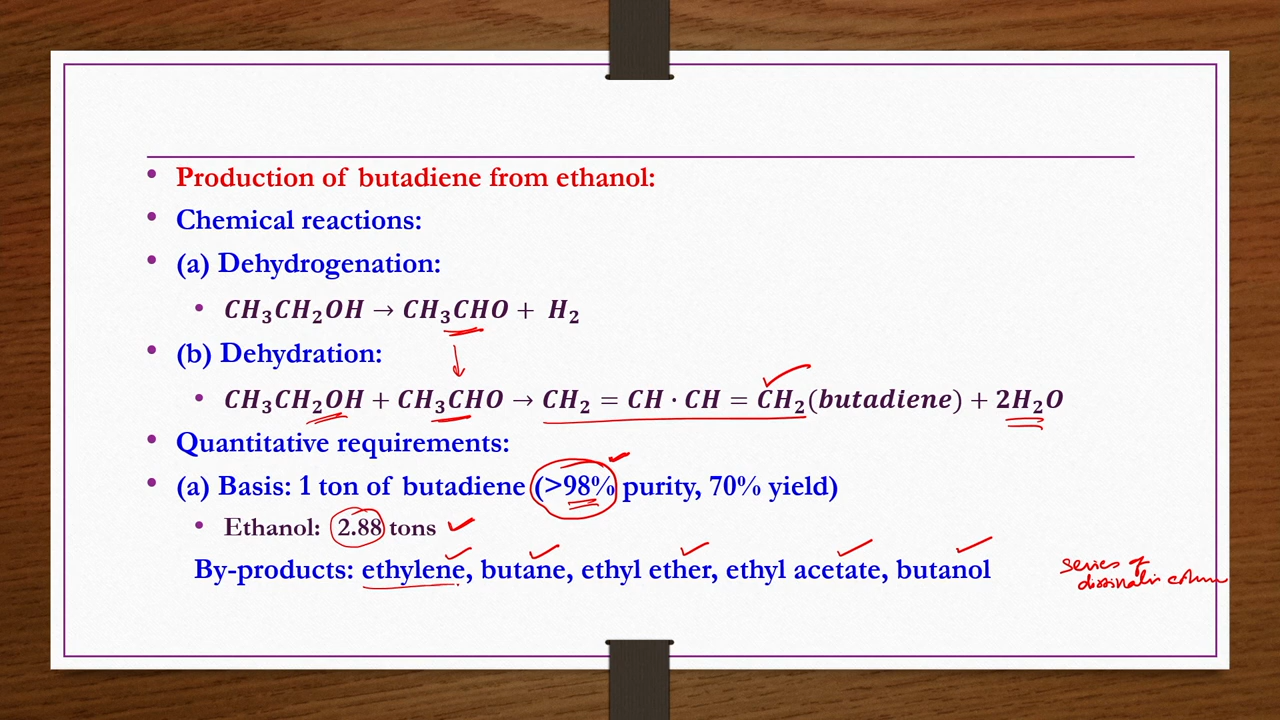 • Production of butadiene from ethanol:
• Chemical reactions:
• (a) Dehydrogenation:
• CH₃CH₂OH → CH₃CHO + H₂
• (b) Dehydration:
• CH₃CH₂OH + CH₃CHO → CH₂ = CH · CH = CH₂(butadiene) + 2H₂O
• Quantitative requirements:
• (a) Basis: 1 ton of butadiene (>98% purity, 70% yield)
• Ethanol: 2.88 tons
By-products: ethylene, butane, ethyl ether, ethyl acetate, butanol
series of